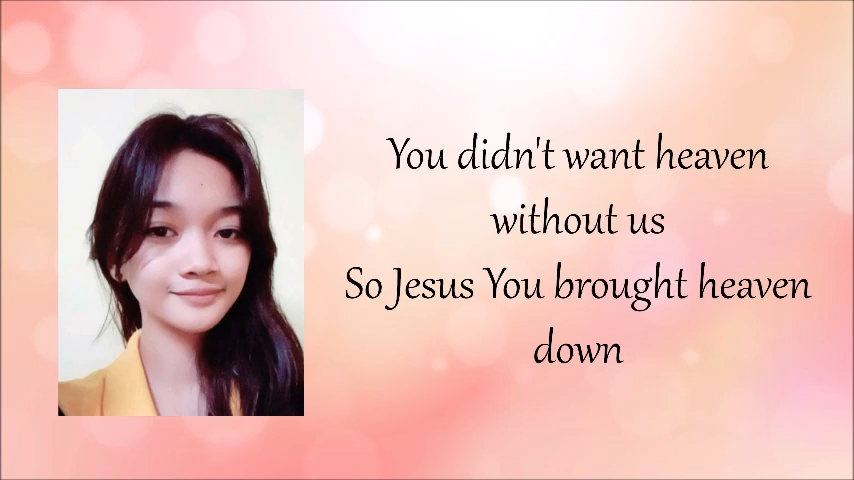 You didn't want heaven
without us
So Jesus You brought heaven
down